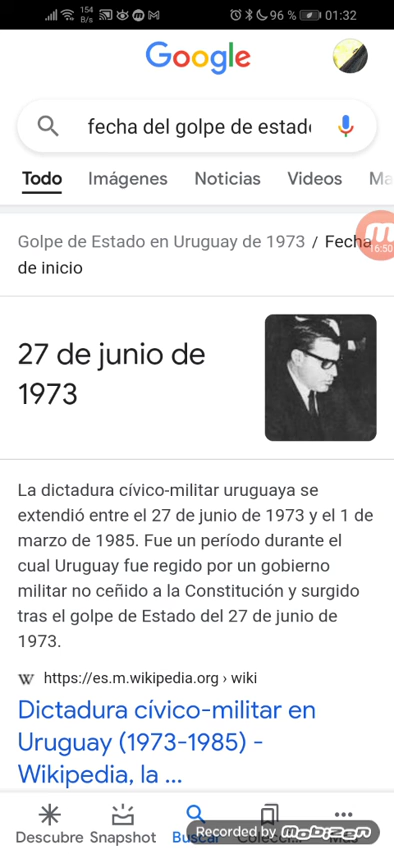 154
B/s
96 %
01:32
Google
fecha del golpe de estad
Todo
Imágenes
Noticias
Videos
Ma
Golpe de Estado en Uruguay de 1973 / Fecha
de inicio
16:50
27 de junio de
1973
La dictadura cívico-militar uruguaya se
extendió entre el 27 de junio de 1973 y el 1 de
marzo de 1985. Fue un período durante el
cual Uruguay fue regido por un gobierno
militar no ceñido a la Constitución y surgido
tras el golpe de Estado del 27 de junio de
1973.
W https://es.m.wikipedia.org › wiki
Dictadura cívico-militar en
Uruguay (1973-1985) -
Wikipedia, la ...
Descubre
Snapshot
Buscar
Recorded by Mobizen